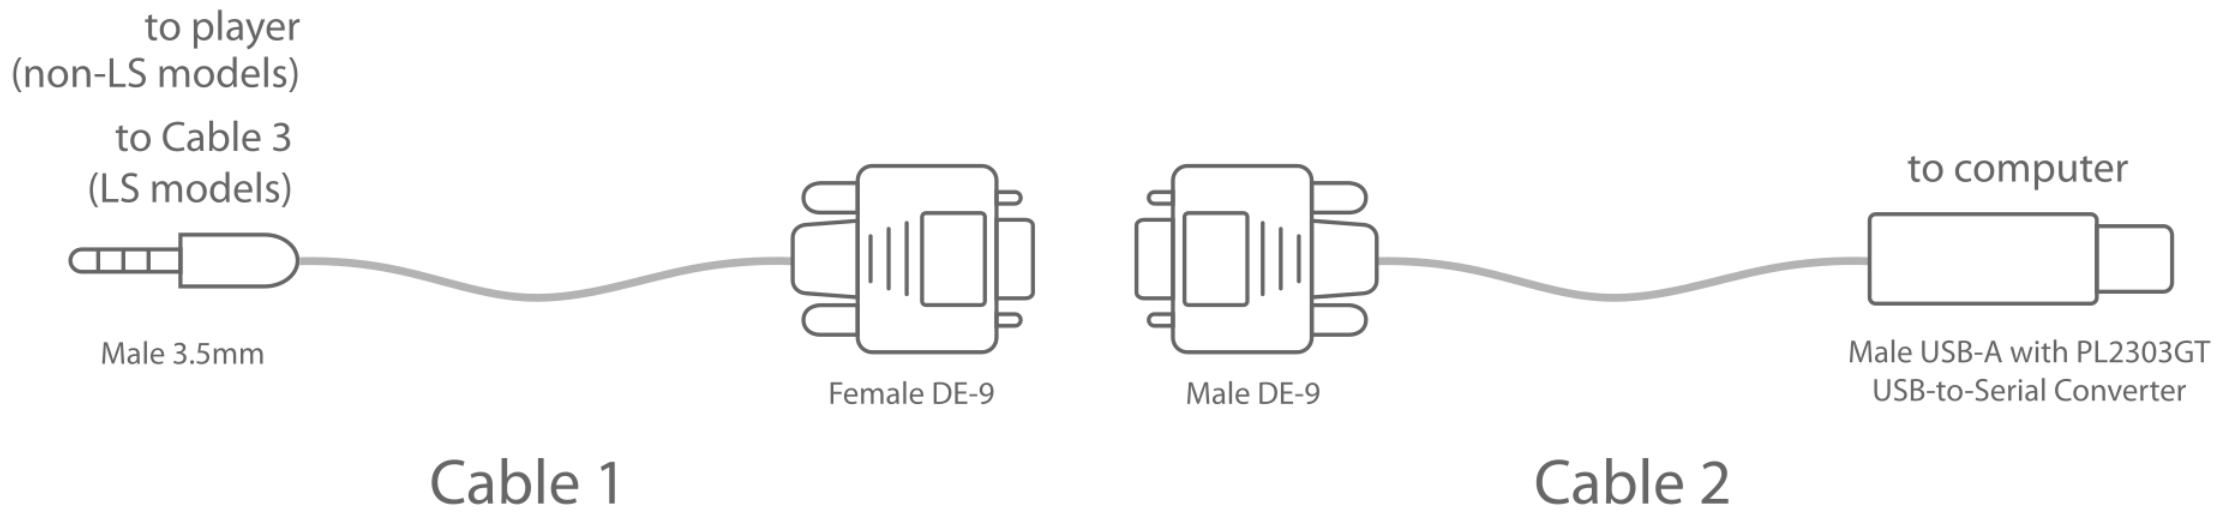 to player
(non-LS models)
to Cable 3
(LS models)
Male 3.5mm
Female DE-9
Cable 1
Male DE-9
to computer
Male USB-A with PL2303GT
USB-to-Serial Converter
Cable 2